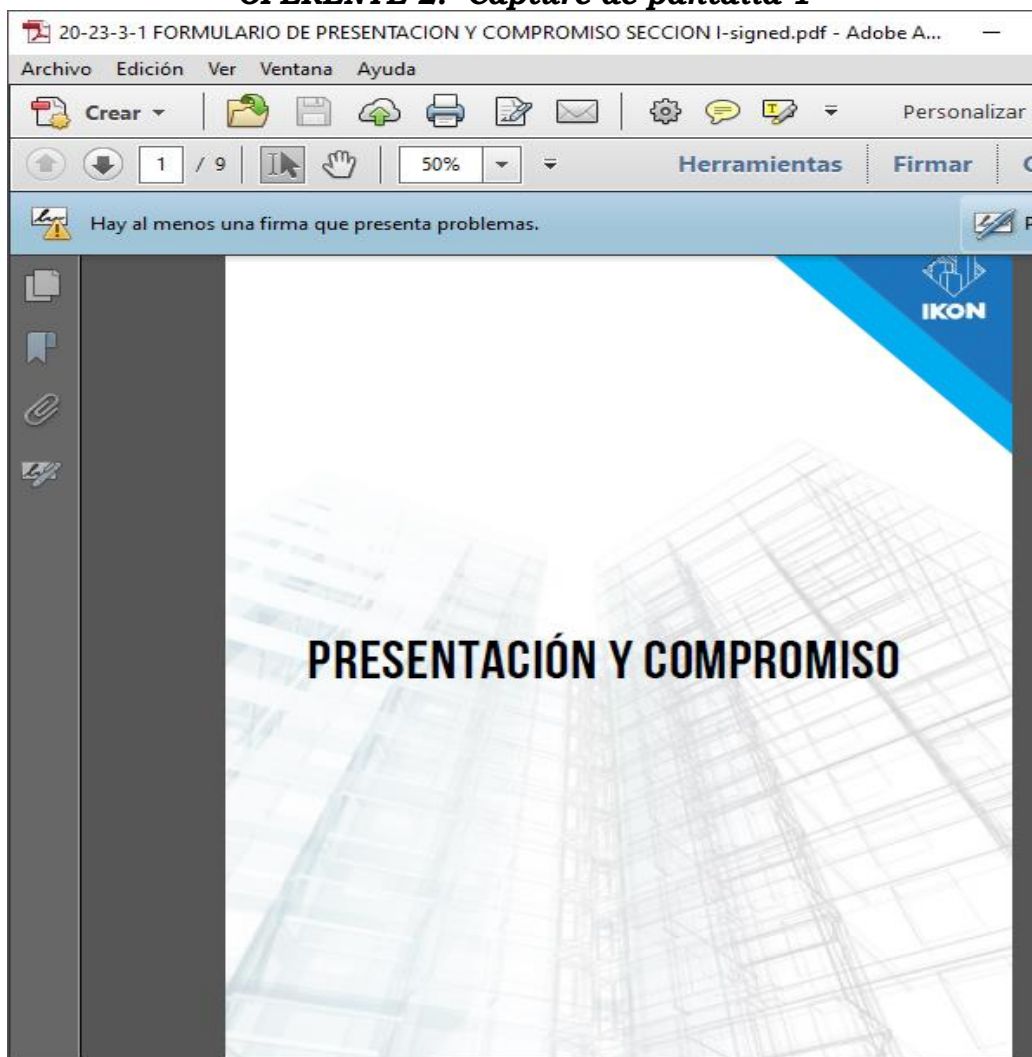 OFERENTE 2: Capture de pantalla 1
20-23-3-1 FORMULARIO DE PRESENTACION Y COMPROMISO SECCION I-signed.pdf - Adobe A...
Archivo Edición Ver Ventana Ayuda
Crear Personalizar
1 / 9 50% Herramientas Firmar
Hay al menos una firma que presenta problemas.
IKON
PRESENTACIÓN Y COMPROMISO